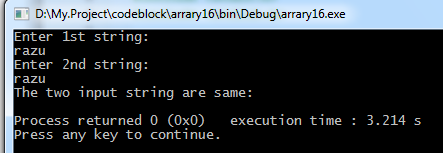 D:\My.Project\codeblock\arrary16\bin\Debug\arrary16.exe
Enter 1st string:
razu
Enter 2nd string:
razu
The two input string are same:
Process returned 0 (0x0)   execution time : 3.214 s
Press any key to continue.